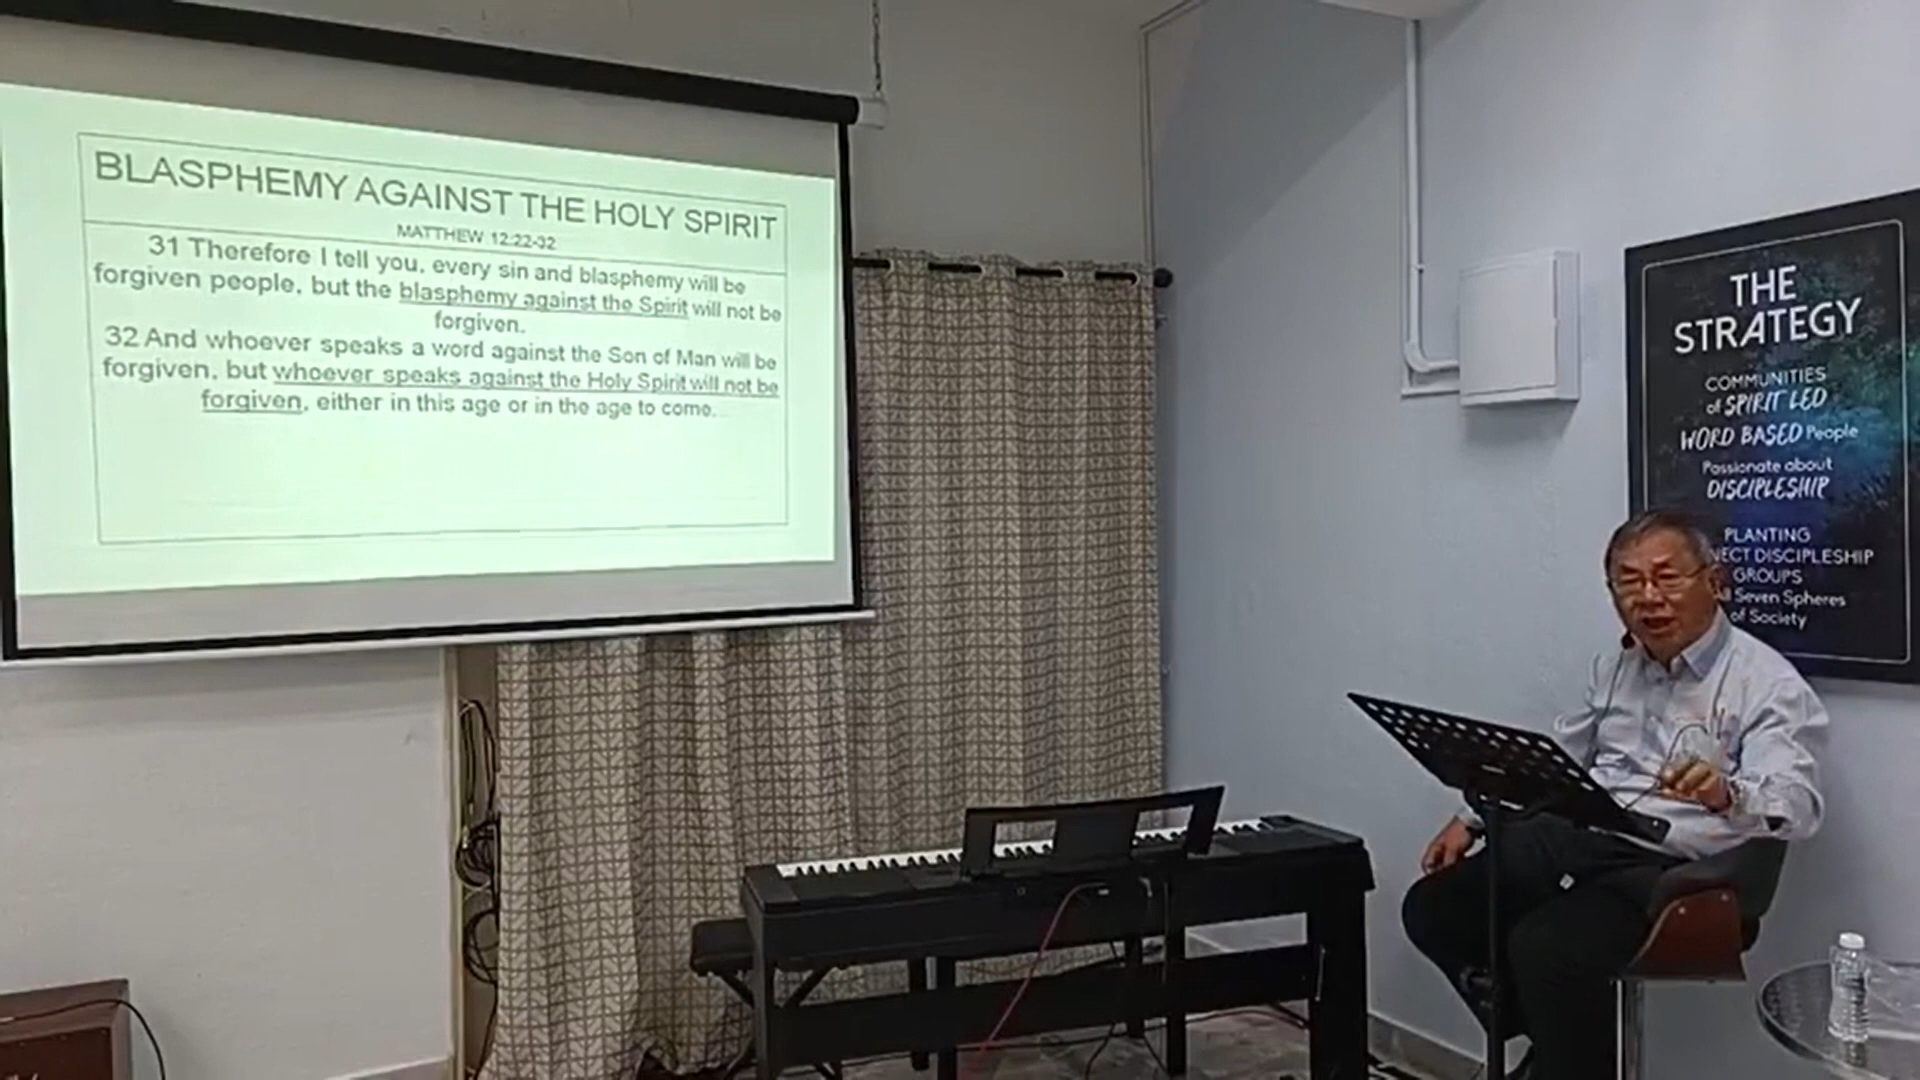 BLASPHEMY AGAINST THE HOLY SPIRIT
MATTHEW 12:22-32
31 Therefore I tell you, every sin and blasphemy will be
forgiven people, but the blasphemy against the Spirit will not be
forgiven.
32 And whoever speaks a word against the Son of Man will be
forgiven, but whoever speaks against the Holy Spirit will not be
forgiven, either in this age or in the age to come.
THE
STRATEGY
COMMUNITIES
of SPIRIT LED
WORD BASED People
Passionate about
DISCIPLESHIP
PLANTING
DISCIPLESHIP
GROUPS
Seven Spheres
of Society